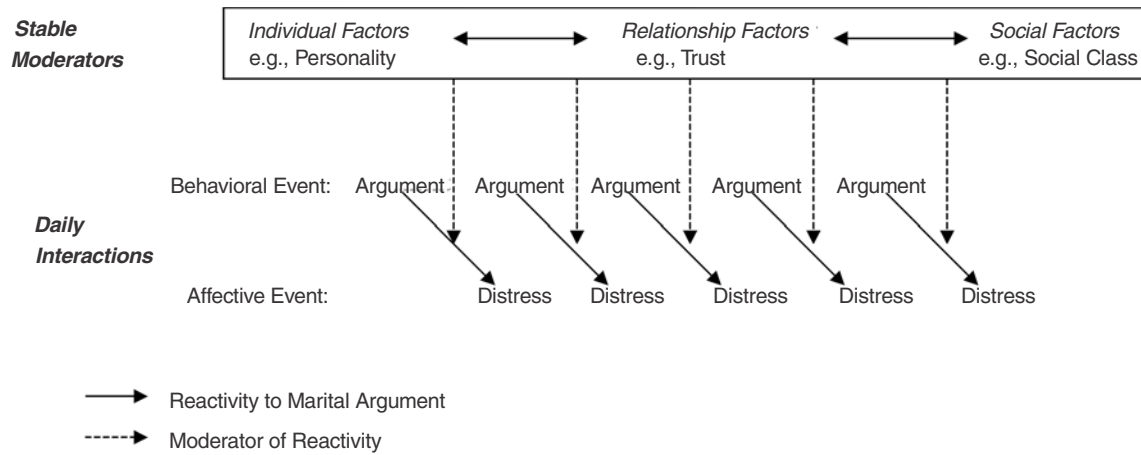 Stable
Moderators
Individual Factors
e.g., Personality
Relationship Factors
e.g., Trust
Social Factors
e.g., Social Class
Behavioral Event: Argument Argument Argument Argument Argument
Daily
Interactions
Affective Event: Distress Distress Distress Distress Distress
Reactivity to Marital Argument
Moderator of Reactivity